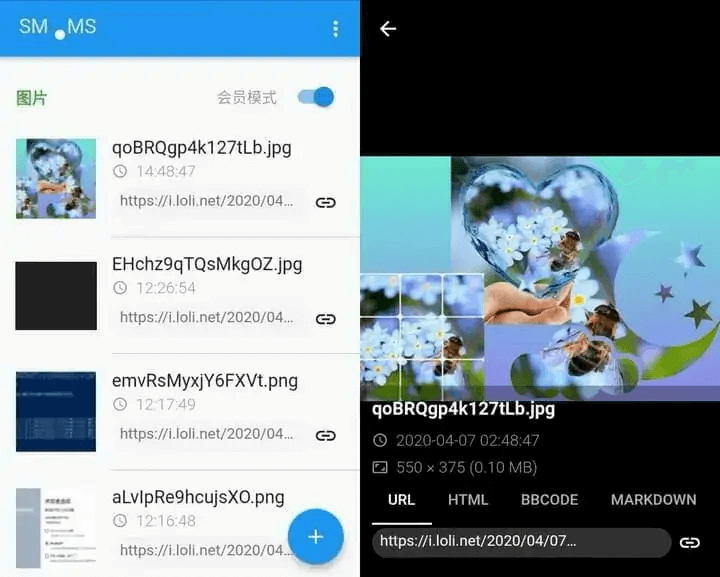 SM MS
图片
会员模式
qoBRQgp4k127tLb.jpg
14:48:47
https://i.loli.net/2020/04...
EHchz9qTQsMkgOZ.jpg
12:26:54
https://i.loli.net/2020/04...
emvRsMyxjY6FXVt.png
12:17:49
https://i.loli.net/2020/04...
aLvIpRe9hcujsXO.png
12:16:48
https://i.loli.net/2020/04...
qoBRQgp4k127tLb.jpg
2020-04-07 02:48:47
550 × 375 (0.10 MB)
URL HTML BBCODE MARKDOWN
https://i.loli.net/2020/04/07...